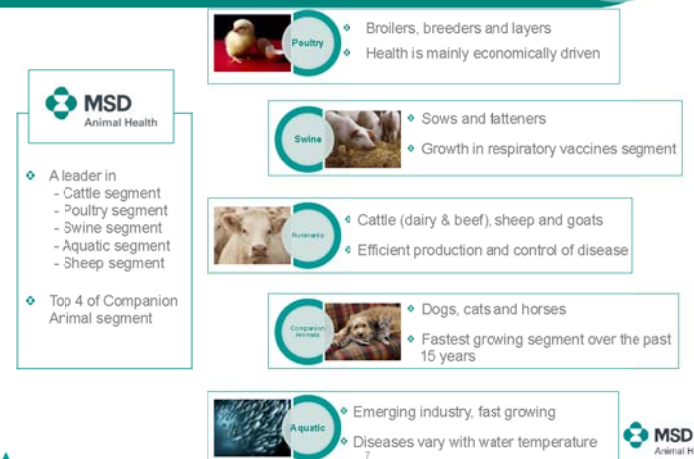 MSD
Animal Health
A leader in
- Cattle segment
- Poultry segment
- Swine segment
- Aquatic segment
- Sheep segment
Top 4 of Companion
Animal segment
Poultry
Broilers, breeders and layers
Health is mainly economically driven
Swine
Sows and fatteners
Growth in respiratory vaccines segment
Ruminants
Cattle (dairy & beef), sheep and goats
Efficient production and control of disease
Companion
Animals
Dogs, cats and horses
Fastest growing segment over the past
15 years
Aquatic
Emerging industry, fast growing
Diseases vary with water temperature
7
MSD
Animal H